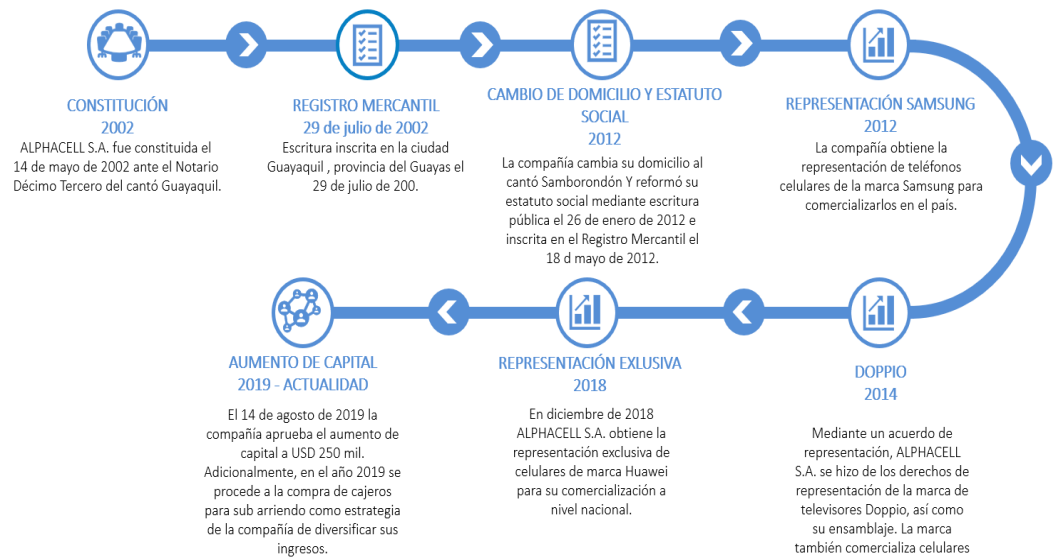 CONSTITUCIÓN
2002
ALPHACELL S.A. fue constituida el
14 de mayo de 2002 ante el Notario
Décimo Tercero del cantó Guayaquil.
REGISTRO MERCANTIL
29 de julio de 2002
Escritura inscrita en la ciudad
Guayaquil , provincia del Guayas el
29 de julio de 200.
CAMBIO DE DOMICILIO Y ESTATUTO
SOCIAL
2012
La compañía cambia su domicilio al
cantó Samborondón Y reformó su
estatuto social mediante escritura
pública el 26 de enero de 2012 e
inscrita en el Registro Mercantil el
18 d mayo de 2012.
REPRESENTACIÓN SAMSUNG
2012
La compañía obtiene la
representación de teléfonos
celulares de la marca Samsung para
comercializarlos en el país.
DOPPIO
2014
Mediante un acuerdo de
representación, ALPHACELL
S.A. se hizo de los derechos de
representación de la marca de
televisores Doppio, así como
su ensamblaje. La marca
también comercializa celulares
REPRESENTACIÓN EXLUSIVA
2018
En diciembre de 2018
ALPHACELL S.A. obtiene la
representación exclusiva de
celulares de marca Huawei
para su comercialización a
nivel nacional.
AUMENTO DE CAPITAL
2019 - ACTUALIDAD
El 14 de agosto de 2019 la
compañía aprueba el aumento de
capital a USD 250 mil.
Adicionalmente, en el año 2019 se
procede a la compra de cajeros
para sub arriendo como estrategia
de la compañía de diversificar sus
ingresos.